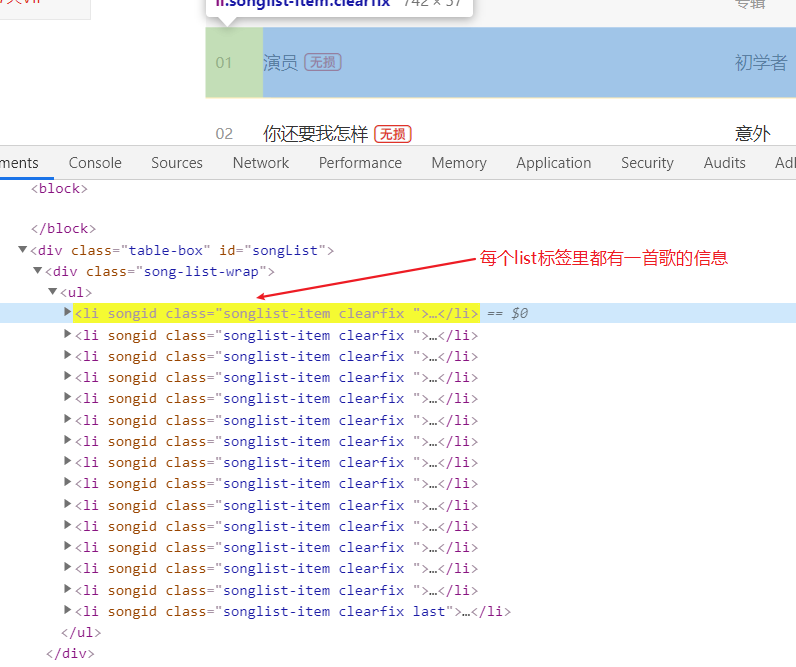 li.songlist-item.clearfix 742 × 57
专辑
01 演员 无损 初学者
02 你还要我怎样 无损 意外
ments Console Sources Network Performance Memory Application Security Audits Ad
<block>
</block>
▼<div class="table-box" id="songList">
▼<div class="song-list-wrap">
每个list标签里都有一首歌的信息
▼<ul>
▶<li songid class="songlist-item clearfix ">…</li> == $0
▶<li songid class="songlist-item clearfix ">…</li>
▶<li songid class="songlist-item clearfix ">…</li>
▶<li songid class="songlist-item clearfix ">…</li>
▶<li songid class="songlist-item clearfix ">…</li>
▶<li songid class="songlist-item clearfix ">…</li>
▶<li songid class="songlist-item clearfix ">…</li>
▶<li songid class="songlist-item clearfix ">…</li>
▶<li songid class="songlist-item clearfix ">…</li>
▶<li songid class="songlist-item clearfix ">…</li>
▶<li songid class="songlist-item clearfix ">…</li>
▶<li songid class="songlist-item clearfix ">…</li>
▶<li songid class="songlist-item clearfix ">…</li>
▶<li songid class="songlist-item clearfix ">…</li>
▶<li songid class="songlist-item clearfix last">…</li>
</ul>
</div>